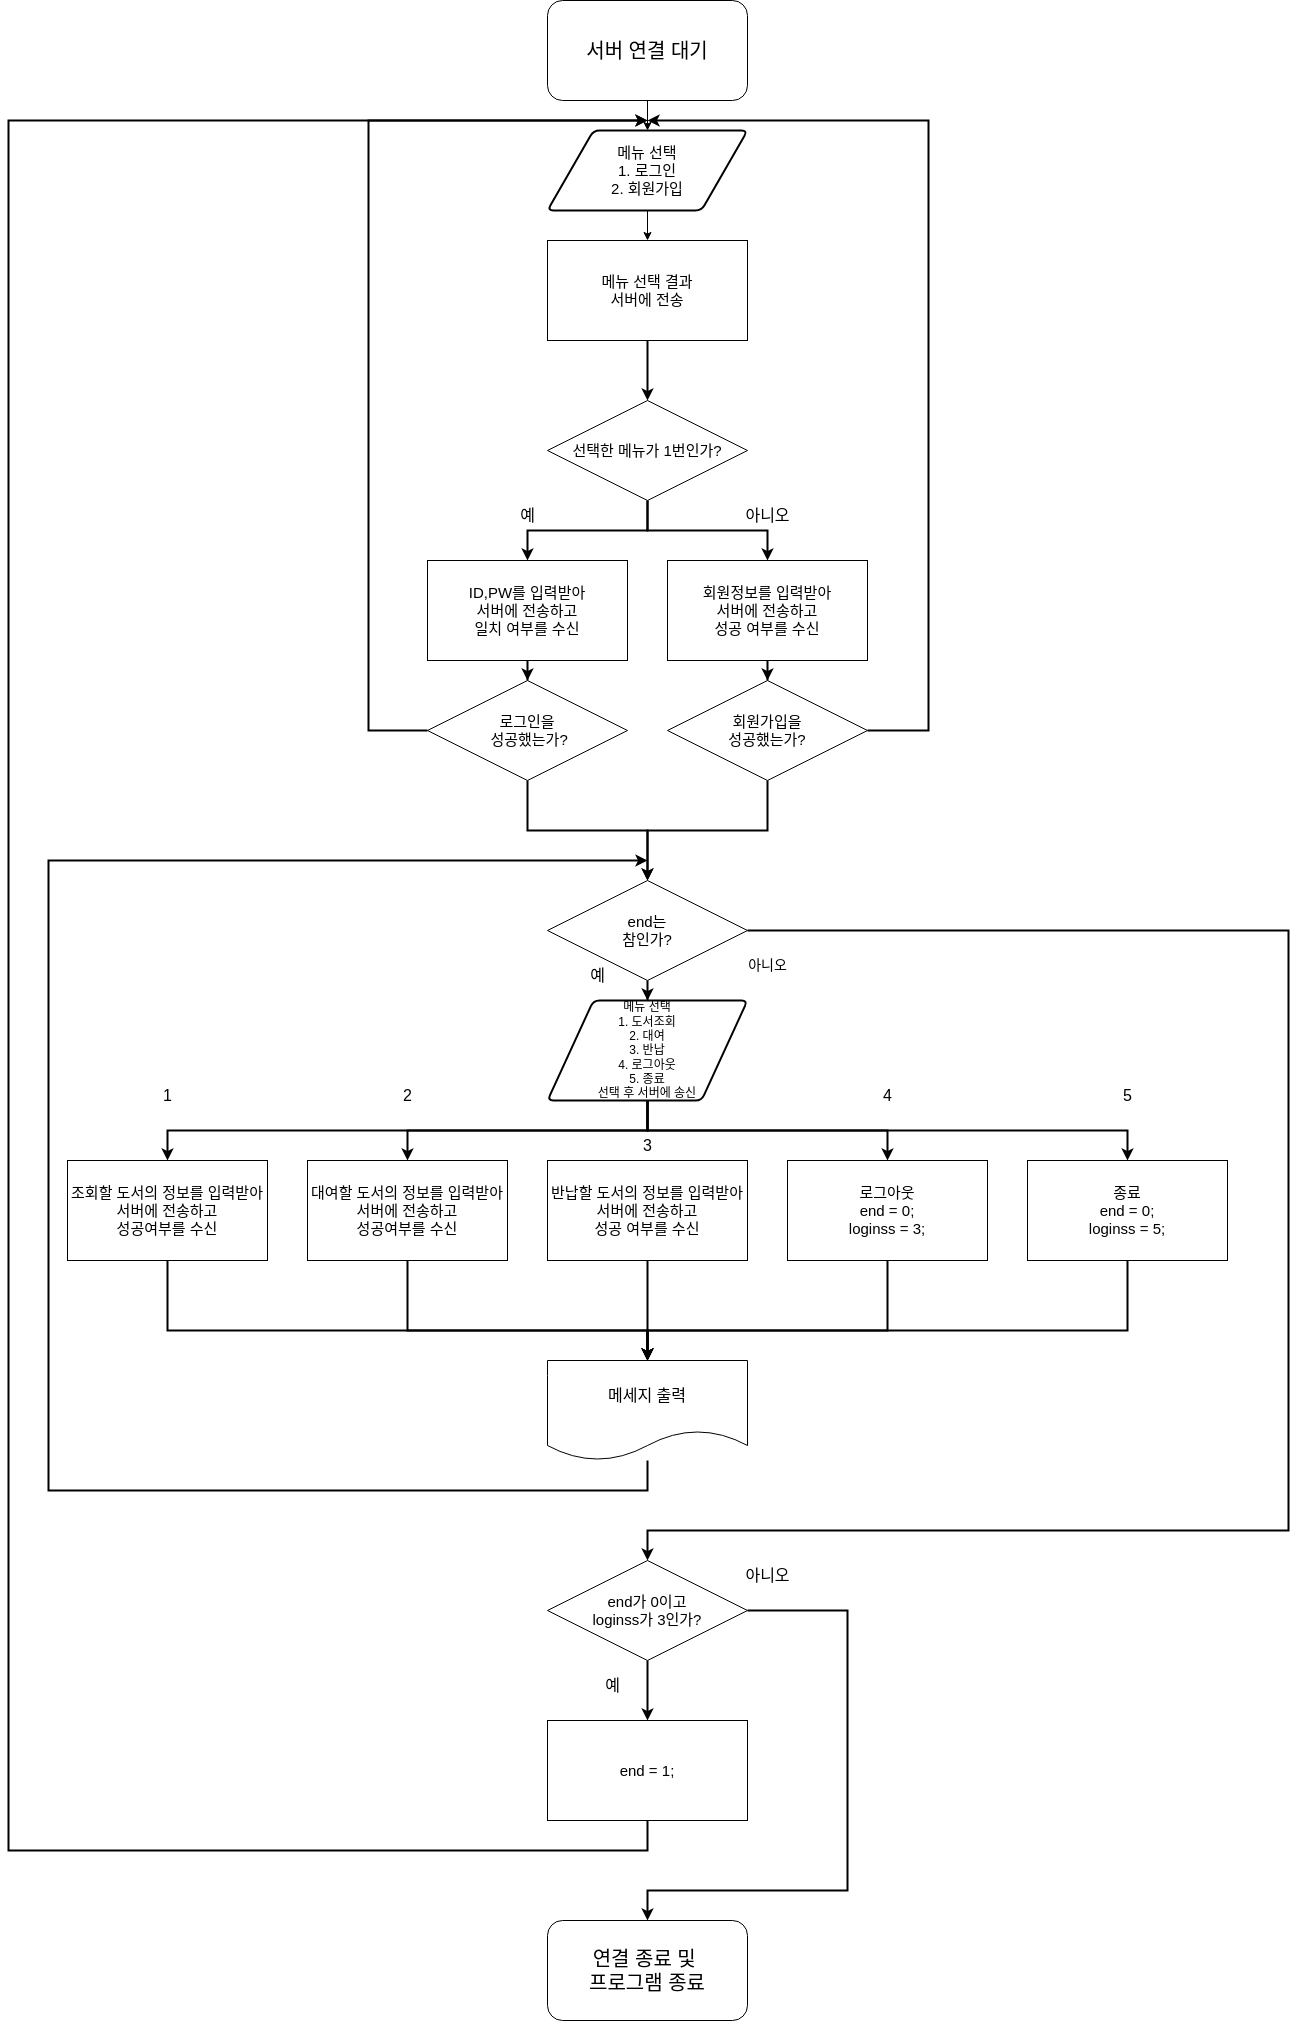 서버 연결 대기
메뉴 선택
1. 로그인
2. 회원가입
메뉴 선택 결과
서버에 전송
선택한 메뉴가 1번인가?
예
아니오
ID,PW를 입력받아
서버에 전송하고
일치 여부를 수신
회원정보를 입력받아
서버에 전송하고
성공 여부를 수신
로그인을
성공했는가?
회원가입을
성공했는가?
end는
참인가?
예
아니오
메뉴 선택
1. 도서조회
2. 대여
3. 반납
4. 로그아웃
5. 종료
선택 후 서버에 송신
1
2
3
4
5
조회할 도서의 정보를 입력받아
서버에 전송하고
성공여부를 수신
대여할 도서의 정보를 입력받아
서버에 전송하고
성공여부를 수신
반납할 도서의 정보를 입력받아
서버에 전송하고
성공 여부를 수신
로그아웃
end = 0;
loginss = 3;
종료
end = 0;
loginss = 5;
메세지 출력
end가 0이고
loginss가 3인가?
아니오
예
end = 1;
연결 종료 및
프로그램 종료